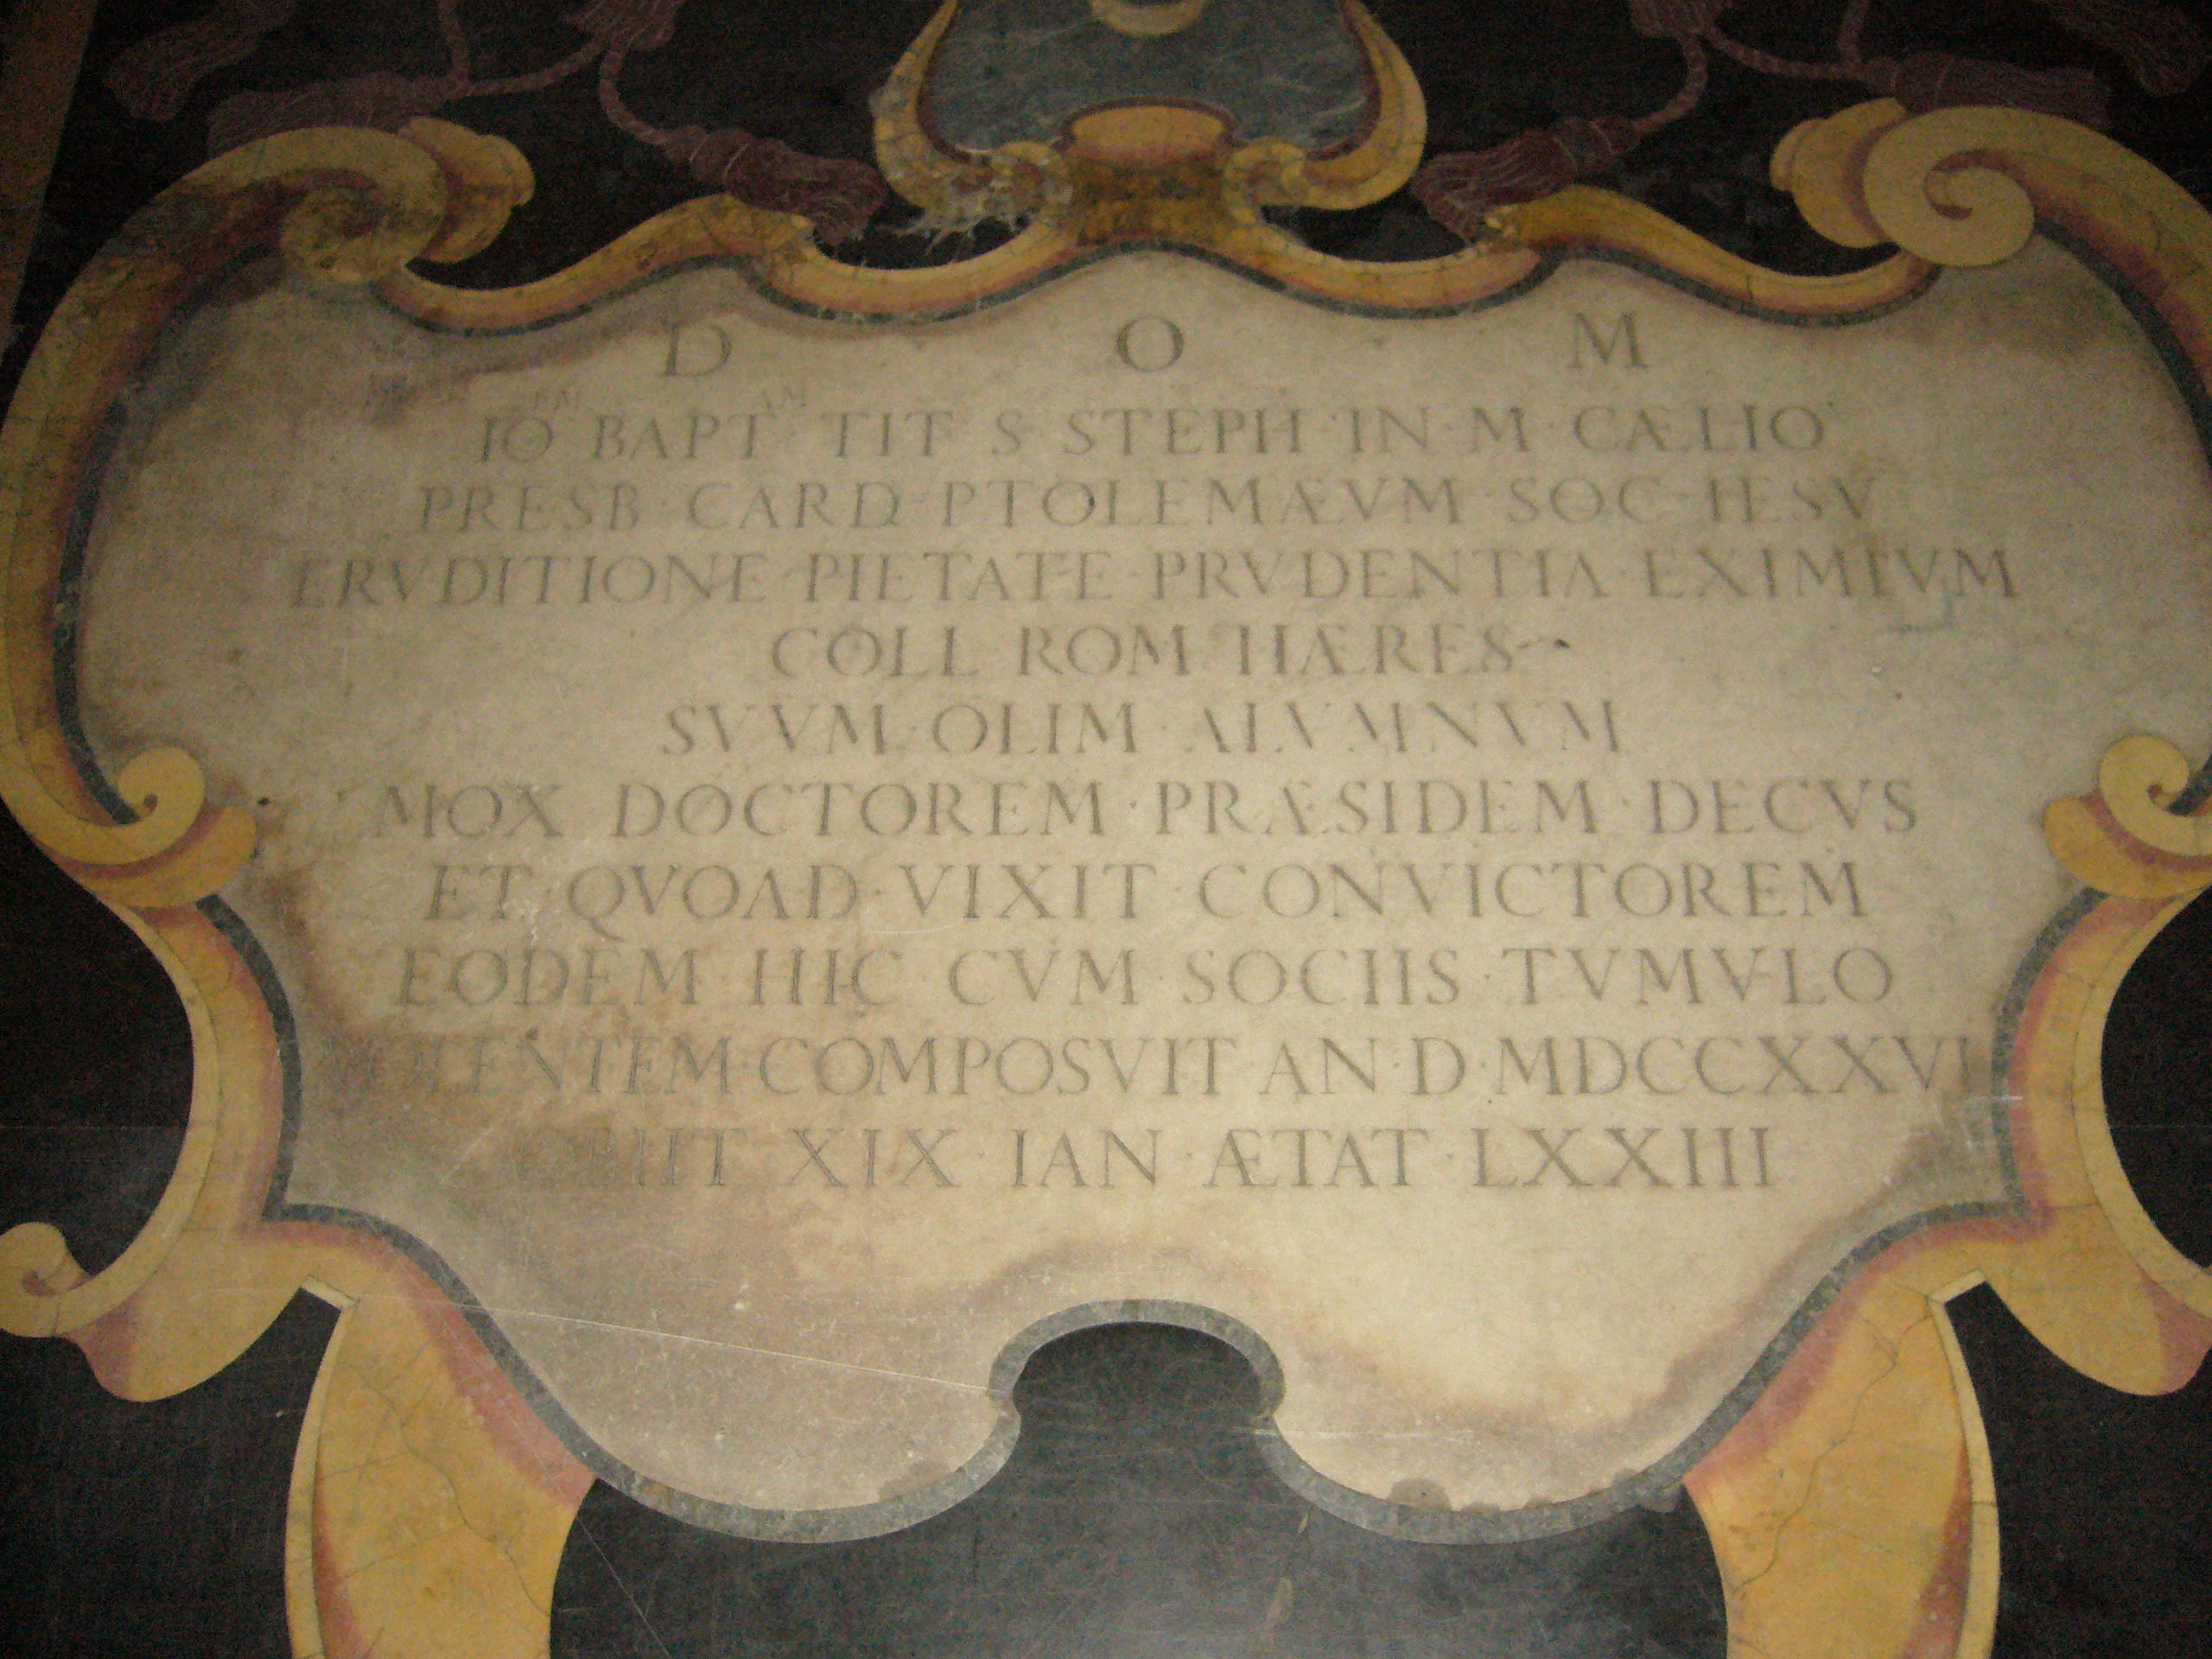 D · O · M
IO BAPT TIT S STEPH IN M CÆLIO
PRESB CARD PTOLEMÆVM SOC IESV
ERVDITIONE PIETATE PRVDENTIA EXIMIVM
COLL ROM HÆRES
SVVM OLIM ALVMNVM
MOX DOCTOREM PRÆSIDEM DECVS
ET QVOAD VIXIT CONVICTOREM
EODEM HIC CVM SOCIIS TVMVLO
VOLENTEM COMPOSVIT AN D MDCCXXVI
OBIIT XIX IAN ÆTAT LXXIII